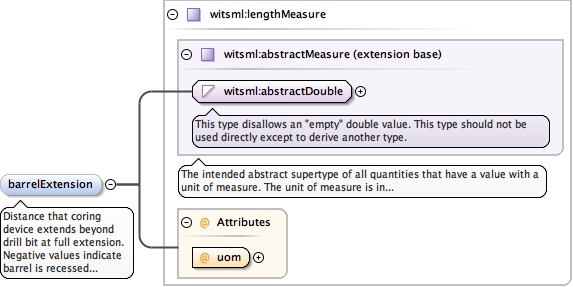 witsml:lengthMeasure
witsml:abstractMeasure (extension base)
witsml:abstractDouble
This type disallows an "empty" double value. This type should not be
used directly except to derive another type.
The intended abstract supertype of all quantities that have a value with a
unit of measure. The unit of measure is in...
barrelExtension
Distance that coring
device extends beyond
drill bit at full extension.
Negative values indicate
barrel is recessed...
@ Attributes
@ uom